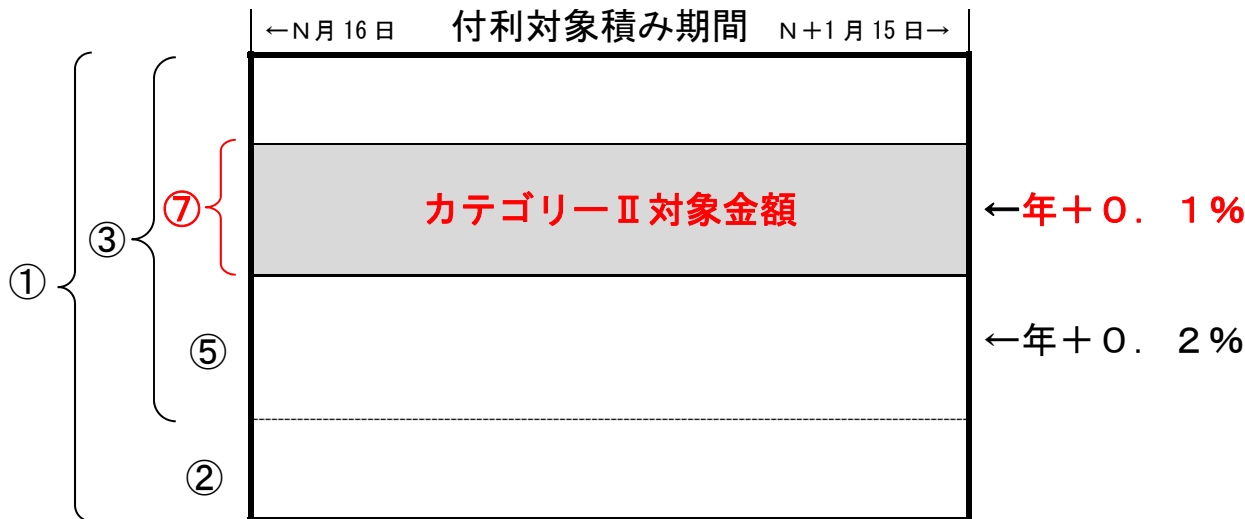 ←N月16日 付利対象積み期間 N+1月15日→
⑦ カテゴリーⅡ対象金額 ←年+0.1%
③
①
⑤ ←年+0.2%
②